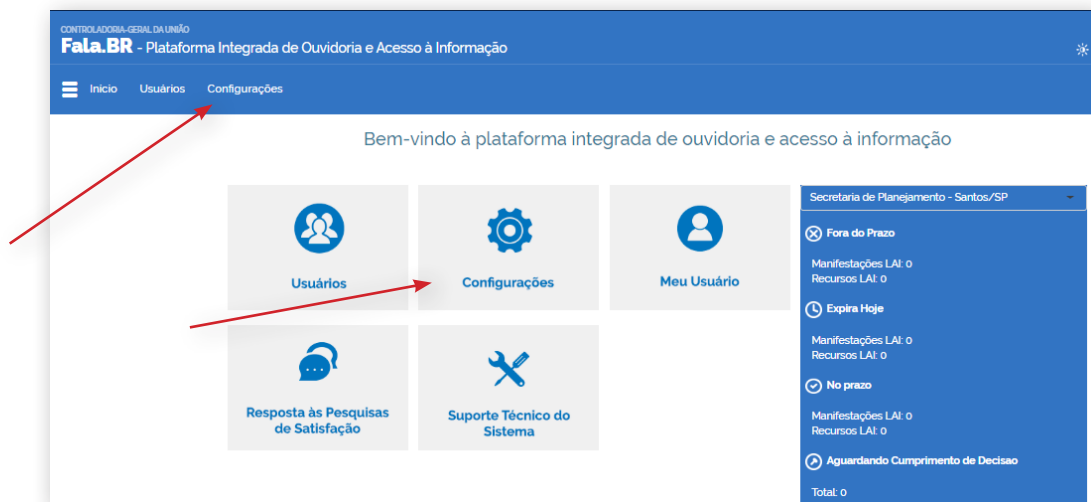 CONTROLADORIA-GERAL DA UNIÃO
Fala.BR - Plataforma Integrada de Ouvidoria e Acesso à Informação
Inicio Usuários Configurações
Bem-vindo à plataforma integrada de ouvidoria e acesso à informação
Usuários
Configurações
Meu Usuário
Resposta às Pesquisas
de Satisfação
Suporte Técnico do
Sistema
Secretaria de Planejamento - Santos/SP
Fora do Prazo
Manifestações LAI: 0
Recursos LAI: 0
Expira Hoje
Manifestações LAI: 0
Recursos LAI: 0
No prazo
Manifestações LAI: 0
Recursos LAI: 0
Aguardando Cumprimento de Decisao
Total: 0